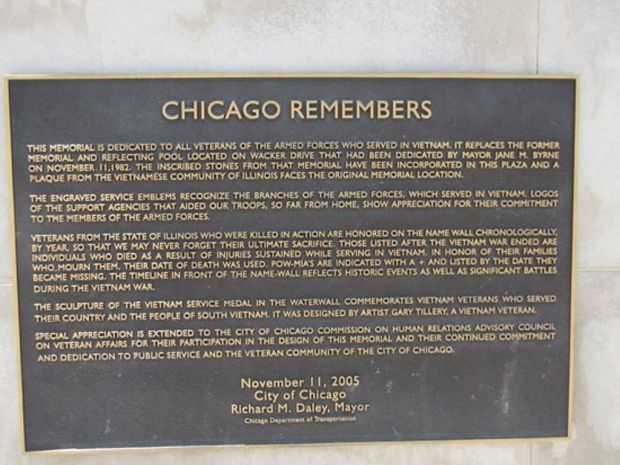 CHICAGO REMEMBERS
THIS MEMORIAL IS DEDICATED TO ALL VETERANS OF THE ARMED FORCES WHO SERVED IN VIETNAM. IT REPLACES THE FORMER
MEMORIAL AND REFLECTING POOL LOCATED ON WACKER DRIVE THAT HAD BEEN DEDICATED BY MAYOR JANE M. BYRNE
ON NOVEMBER 11, 1982. THE INSCRIBED STONES FROM THAT MEMORIAL HAVE BEEN INCORPORATED IN THIS PLAZA AND A
PLAQUE FROM THE VIETNAMESE COMMUNITY OF ILLINOIS FACES THE ORIGINAL MEMORIAL LOCATION.
THE ENGRAVED SERVICE EMBLEMS RECOGNIZE THE BRANCHES OF THE ARMED FORCES, WHICH SERVED IN VIETNAM. LOGOS
OF THE SUPPORT AGENCIES THAT AIDED OUR TROOPS, SO FAR FROM HOME, SHOW APPRECIATION FOR THEIR COMMITMENT
TO THE MEMBERS OF THE ARMED FORCES.
VETERANS FROM THE STATE OF ILLINOIS WHO WERE KILLED IN ACTION ARE HONORED ON THE NAME WALL CHRONOLOGICALLY,
BY YEAR, SO THAT WE MAY NEVER FORGET THEIR ULTIMATE SACRIFICE. THOSE LISTED AFTER THE VIETNAM WAR ENDED ARE
INDIVIDUALS WHO DIED AS A RESULT OF INJURIES SUSTAINED WHILE SERVING IN VIETNAM. IN HONOR OF THEIR FAMILIES
WHO MOURN THEM, THEIR DATE OF DEATH WAS USED. POW-MIA'S ARE INDICATED WITH A + AND LISTED BY THE DATE THEY
BECAME MISSING. THE TIMELINE IN FRONT OF THE NAME-WALL REFLECTS HISTORIC EVENTS AS WELL AS SIGNIFICANT BATTLES
DURING THE VIETNAM WAR.
THE SCULPTURE OF THE VIETNAM SERVICE MEDAL IN THE WATERWALL, COMMEMORATES VIETNAM VETERANS WHO SERVED
THEIR COUNTRY AND THE PEOPLE OF SOUTH VIETNAM. IT WAS DESIGNED BY ARTIST GARY TILLERY, A VIETNAM VETERAN.
SPECIAL APPRECIATION IS EXTENDED TO THE CITY OF CHICAGO COMMISSION ON HUMAN RELATIONS ADVISORY COUNCIL
ON VETERAN AFFAIRS FOR THEIR PARTICIPATION IN THE DESIGN OF THIS MEMORIAL AND THEIR CONTINUED COMMITMENT
AND DEDICATION TO PUBLIC SERVICE AND THE VETERAN COMMUNITY OF THE CITY OF CHICAGO.
November 11, 2005
City of Chicago
Richard M. Daley, Mayor
Chicago Department of Transportation